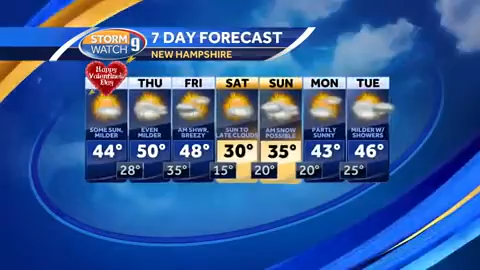 STORM
WATCH 9
7 DAY FORECAST
NEW HAMPSHIRE
Happy
Valentine's
Day
THU FRI SAT SUN MON TUE
SOME SUN, MILDER
EVEN MILDER
AM SHWR, BREEZY
SUN TO LATE CLOUDS
AM SNOW POSSIBLE
PARTLY SUNNY
MILDER W/ SHOWERS
44° 50° 48° 30° 35° 43° 46°
28° 35° 15° 20° 20° 25°